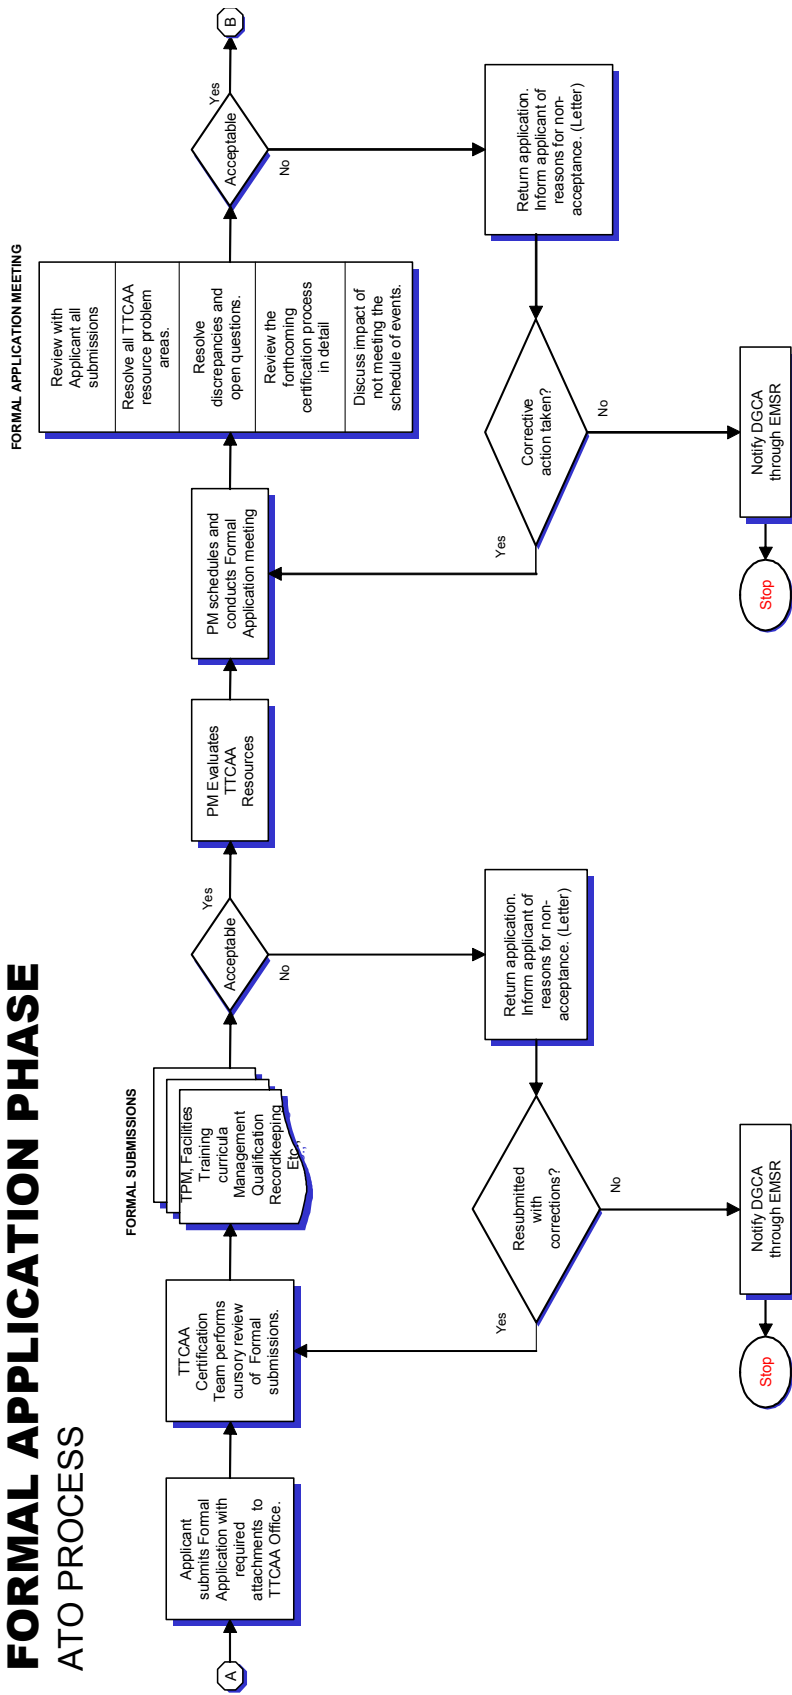 FORMAL APPLICATION PHASE
ATO PROCESS
A
Applicant
submits Formal
Application with
required
attachments to
TTCAA Office.
TTCAA
Certification
Team performs
cursory review
of Formal
submissions.
FORMAL SUBMISSIONS
TPM, Facilities
Training
curricula
Management
Qualification
Recordkeeping
Etc.,
Acceptable
Yes
No
Return application.
Inform applicant of
reasons for non-
acceptance. (Letter)
Resubmitted
with
corrections?
Yes
No
Notify DGCA
through EMSR
Stop
PM Evaluates
TTCAA
Resources
PM schedules and
conducts Formal
Application meeting
FORMAL APPLICATION MEETING
Review with
Applicant all
submissions
Resolve all TTCAA
resource problem
areas.
Resolve
discrepancies and
open questions.
Review the
forthcoming
certification process
in detail
Discuss impact of
not meeting the
schedule of events.
Acceptable
Yes
No
B
Return application.
Inform applicant of
reasons for non-
acceptance. (Letter)
Corrective
action taken?
Yes
No
Notify DGCA
through EMSR
Stop